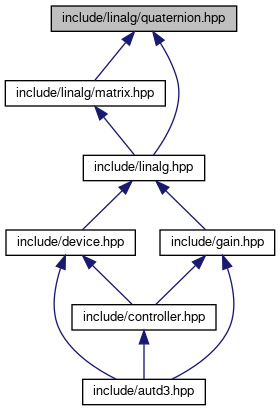 include/linalg/quaternion.hpp
include/linalg/matrix.hpp
include/linalg.hpp
include/device.hpp
include/gain.hpp
include/controller.hpp
include/autd3.hpp